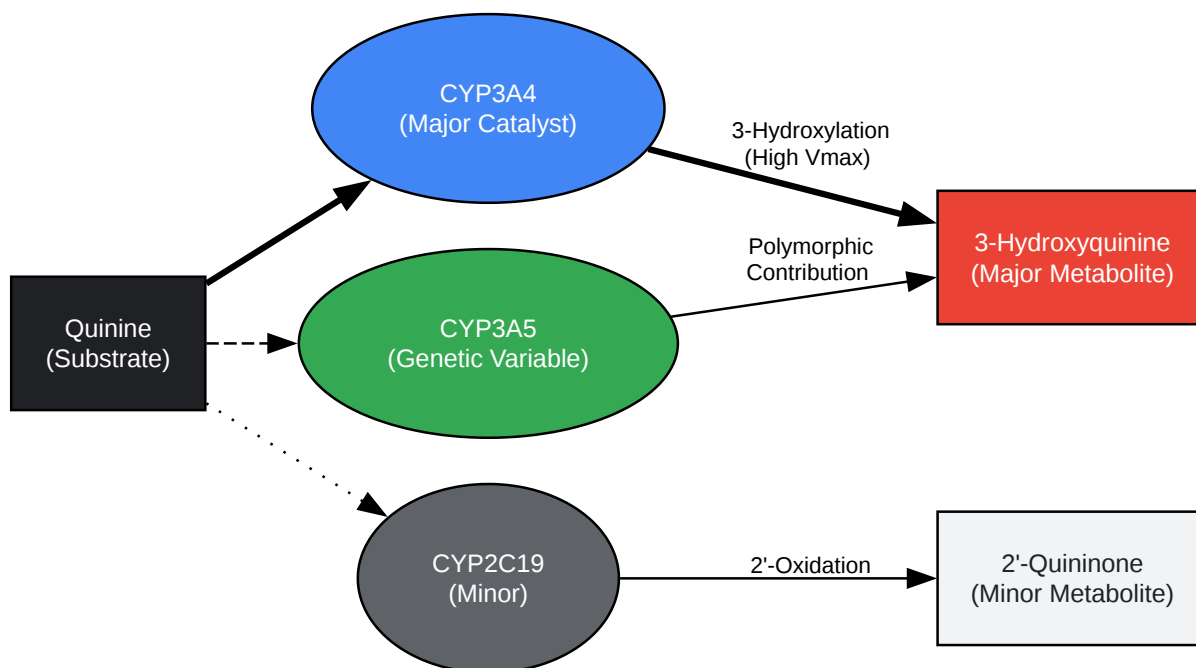 CYP3A4
(Major Catalyst)
3-Hydroxylation
(High Vmax)
3-Hydroxyquinine
(Major Metabolite)
Polymorphic
Contribution
Quinine
(Substrate)
CYP3A5
(Genetic Variable)
CYP2C19
(Minor)
2'-Oxidation
2'-Quininone
(Minor Metabolite)